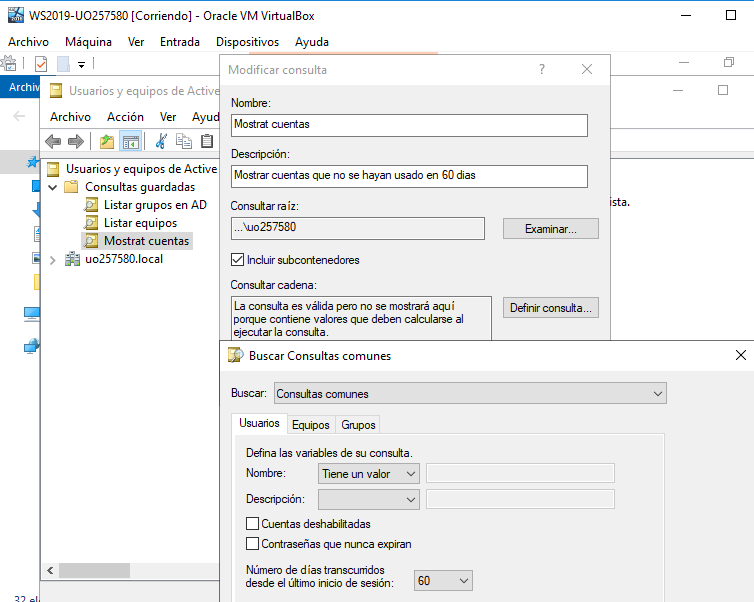 WS2019-UO257580 [Corriendo] - Oracle VM VirtualBox
Archivo Máquina Ver Entrada Dispositivos Ayuda
Archiv
Usuarios y equipos de Active
Archivo Acción Ver Ayud
Usuarios y equipos de Active
Consultas guardadas
Listar grupos en AD
Listar equipos
Mostrat cuentas
uo257580.local
32 el
Modificar consulta
?
Nombre:
Mostrat cuentas
Descripción:
Mostrar cuentas que no se hayan usado en 60 dias
Consultar raíz:
...\uo257580
Examinar...
Incluir subcontenedores
Consultar cadena:
La consulta es válida pero no se mostrará aquí
porque contiene valores que deben calcularse al
ejecutar la consulta.
Definir consulta...
ista.
Buscar Consultas comunes
Buscar: Consultas comunes
Usuarios Equipos Grupos
Defina las variables de su consulta.
Nombre: Tiene un valor
Descripción:
Cuentas deshabilitadas
Contraseñas que nunca expiran
Número de días transcurridos
desde el último inicio de sesión: 60